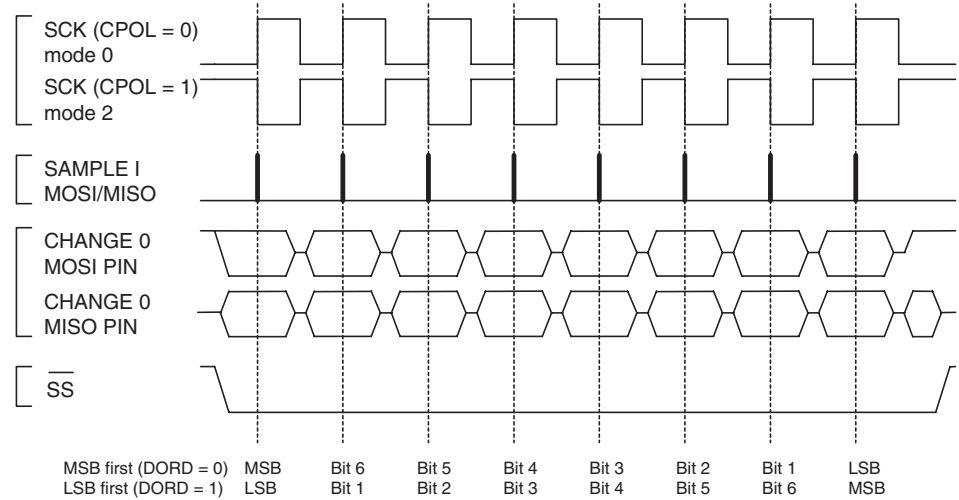 SCK (CPOL = 0)
mode 0
SCK (CPOL = 1)
mode 2
SAMPLE I
MOSI/MISO
CHANGE 0
MOSI PIN
CHANGE 0
MISO PIN
SS
MSB first (DORD = 0) MSB Bit 6 Bit 5 Bit 4 Bit 3 Bit 2 Bit 1 LSB
LSB first (DORD = 1) LSB Bit 1 Bit 2 Bit 3 Bit 4 Bit 5 Bit 6 MSB